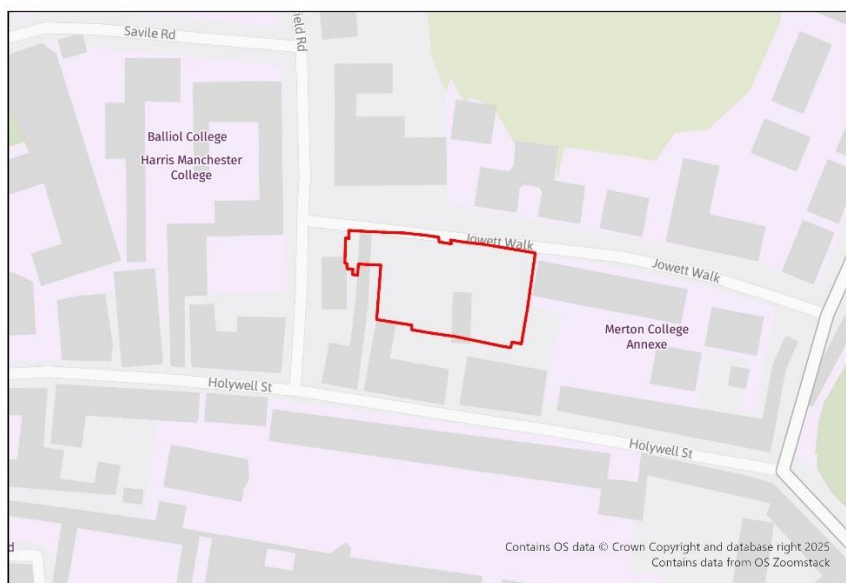 Savile Rd
field Rd
Balliol College
Harris Manchester
College
Jowett Walk
Jowett Walk
Merton College
Annexe
Holywell St
Holywell St
d
Contains OS data © Crown Copyright and database right 2025
Contains data from OS Zoomstack